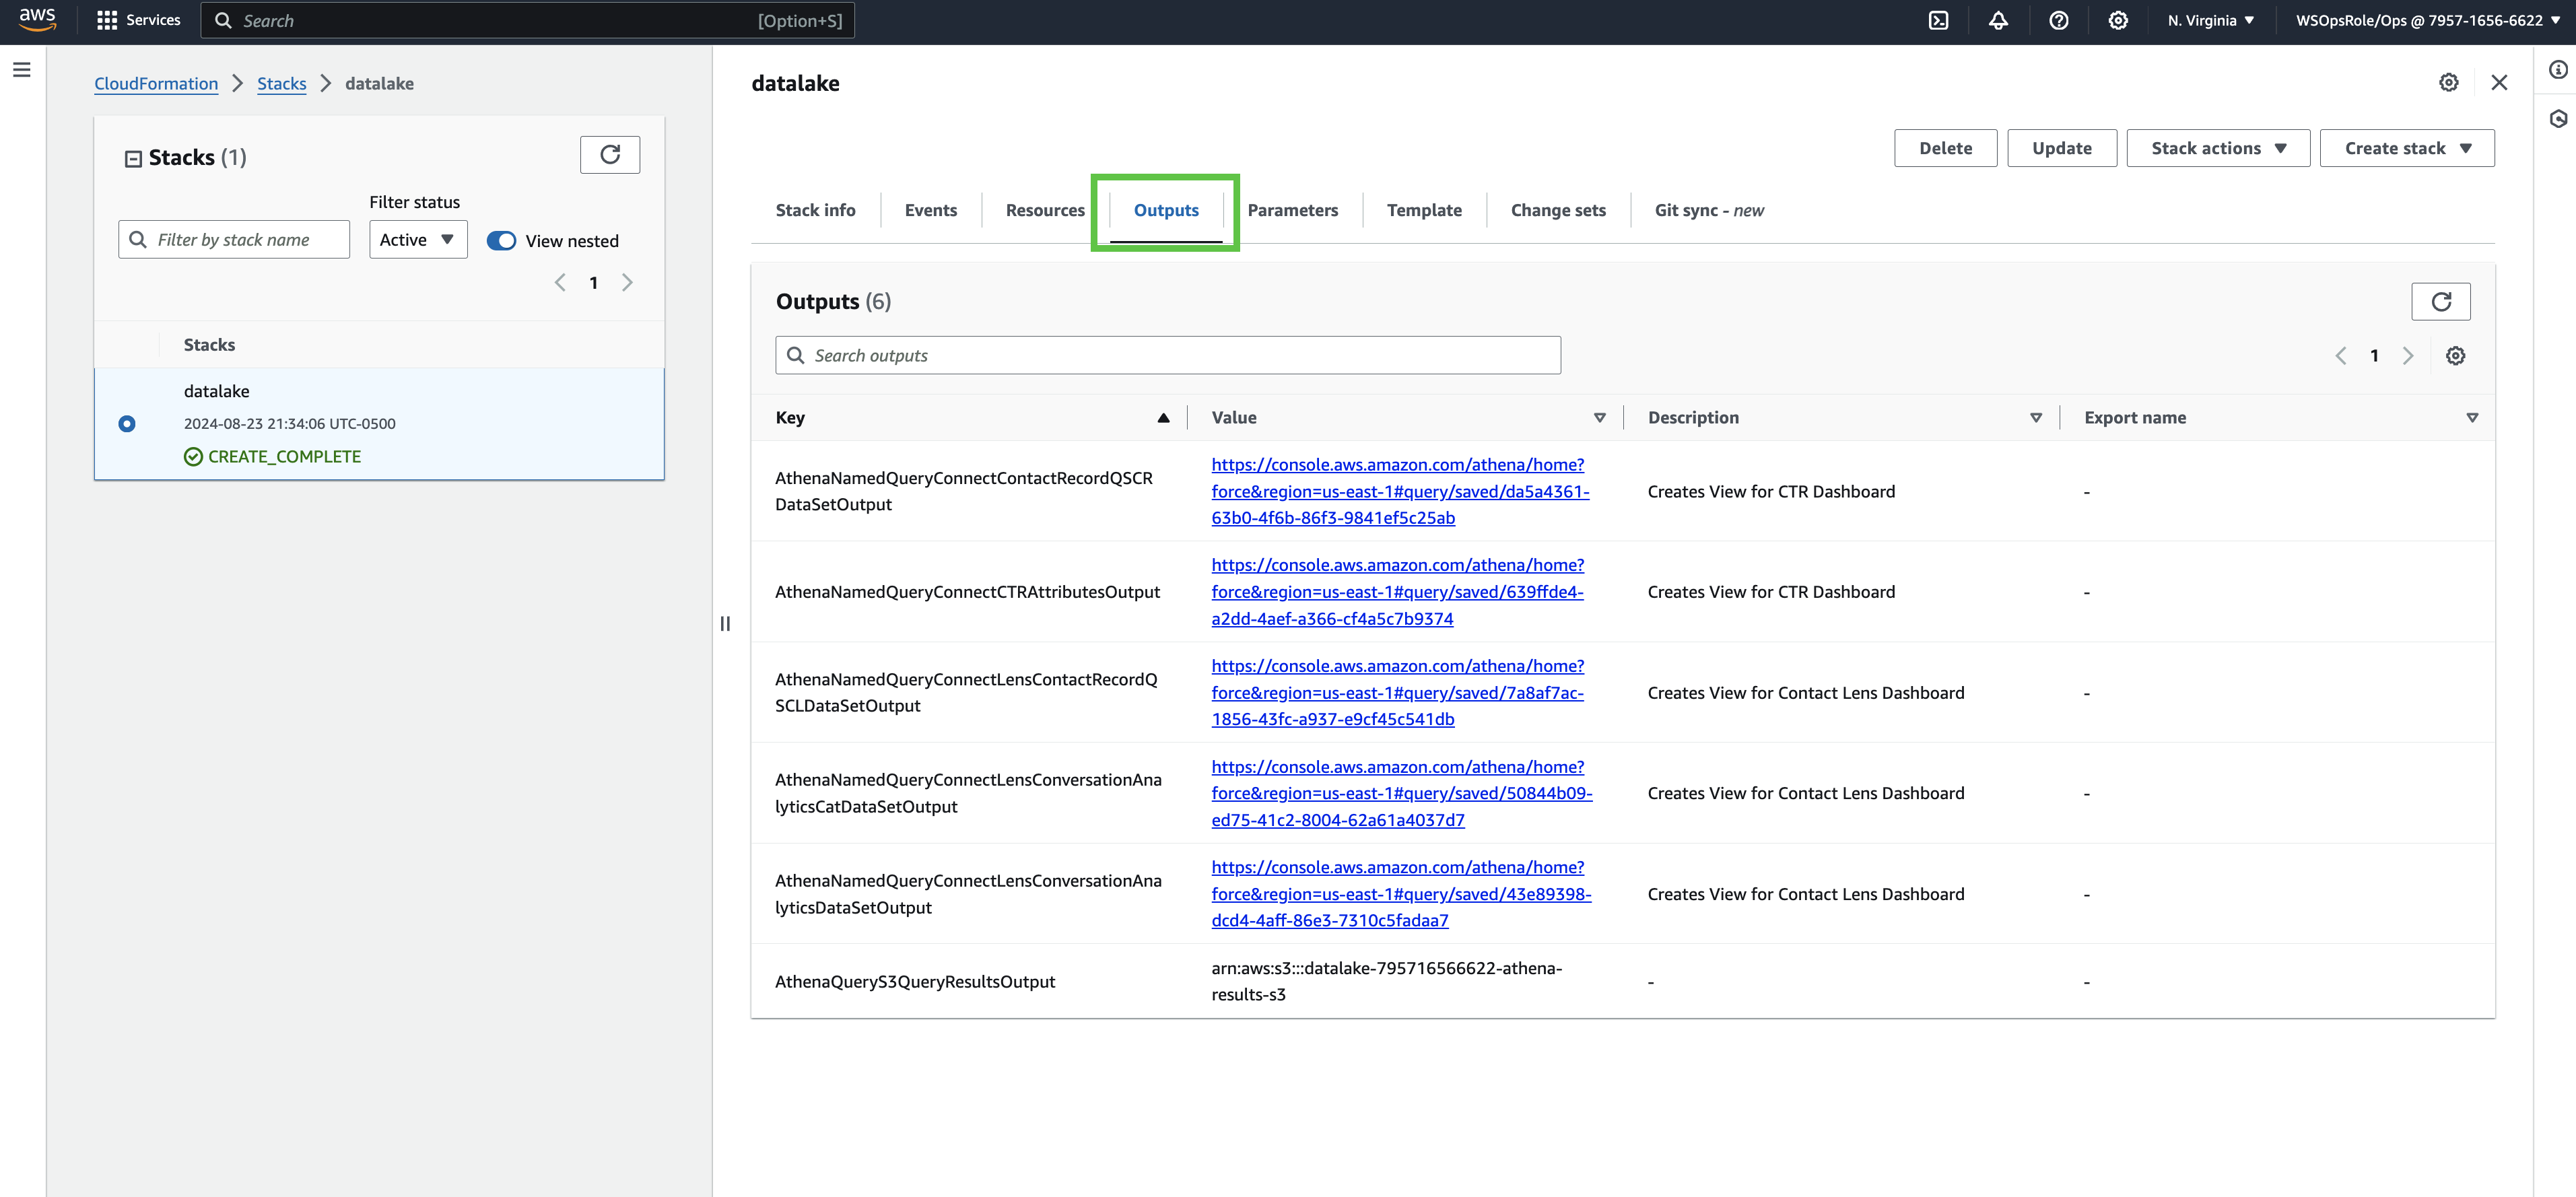 aws
Services
Search
[Option+S]
N. Virginia
WSOpsRole/Ops @ 7957-1656-6622
CloudFormation
Stacks
datalake
Stacks (1)
Filter status
Filter by stack name
Active
View nested
1
Stacks
datalake
2024-08-23 21:34:06 UTC-0500
CREATE_COMPLETE
datalake
Delete
Update
Stack actions
Create stack
Stack info
Events
Resources
Outputs
Parameters
Template
Change sets
Git sync - new
Outputs (6)
Search outputs
1
Key
Value
Description
Export name
AthenaNamedQueryConnectContactRecordQSCR
DataSetOutput
https://console.aws.amazon.com/athena/home?
force&region=us-east-1#query/saved/da5a4361-
63b0-4f6b-86f3-9841ef5c25ab
Creates View for CTR Dashboard
-
AthenaNamedQueryConnectCTRAttributesOutput
https://console.aws.amazon.com/athena/home?
force&region=us-east-1#query/saved/639ffde4-
a2dd-4aef-a366-cf4a5c7b9374
Creates View for CTR Dashboard
-
AthenaNamedQueryConnectLensContactRecordQ
SCLDataSetOutput
https://console.aws.amazon.com/athena/home?
force&region=us-east-1#query/saved/7a8af7ac-
1856-43fc-a937-e9cf45c541db
Creates View for Contact Lens Dashboard
-
AthenaNamedQueryConnectLensConversationAna
lyticsCatDataSetOutput
https://console.aws.amazon.com/athena/home?
force&region=us-east-1#query/saved/50844b09-
ed75-41c2-8004-62a61a4037d7
Creates View for Contact Lens Dashboard
-
AthenaNamedQueryConnectLensConversationAna
lyticsDataSetOutput
https://console.aws.amazon.com/athena/home?
force&region=us-east-1#query/saved/43e89398-
dcd4-4aff-86e3-7310c5fadaa7
Creates View for Contact Lens Dashboard
-
AthenaQueryS3QueryResultsOutput
arn:aws:s3:::datalake-795716566622-athena-
results-s3
-
-